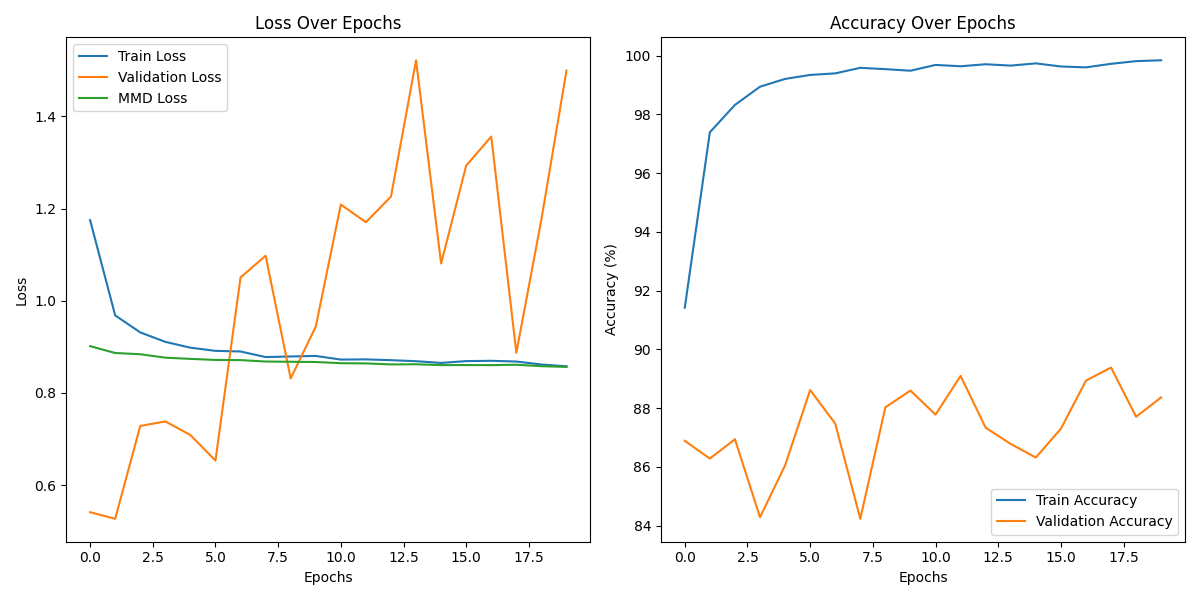 Loss Over Epochs
Train Loss
Validation Loss
MMD Loss
1.4
1.2
1.0
0.8
0.6
Loss
0.0 2.5 5.0 7.5 10.0 12.5 15.0 17.5
Epochs
Accuracy Over Epochs
100
98
96
94
92
90
88
86
84
Accuracy (%)
Train Accuracy
Validation Accuracy
0.0 2.5 5.0 7.5 10.0 12.5 15.0 17.5
Epochs